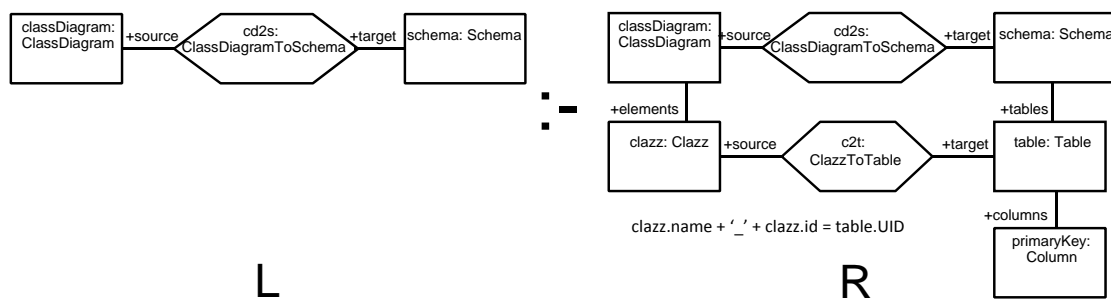 classDiagram:
ClassDiagram
+source
cd2s:
ClassDiagramToSchema
+target
schema: Schema
:-
classDiagram:
ClassDiagram
+source
cd2s:
ClassDiagramToSchema
+target
schema: Schema
+elements
+tables
clazz: Clazz
+source
c2t:
ClazzToTable
+target
table: Table
+columns
clazz.name + ‘_’ + clazz.id = table.UID
primaryKey:
Column
L
R